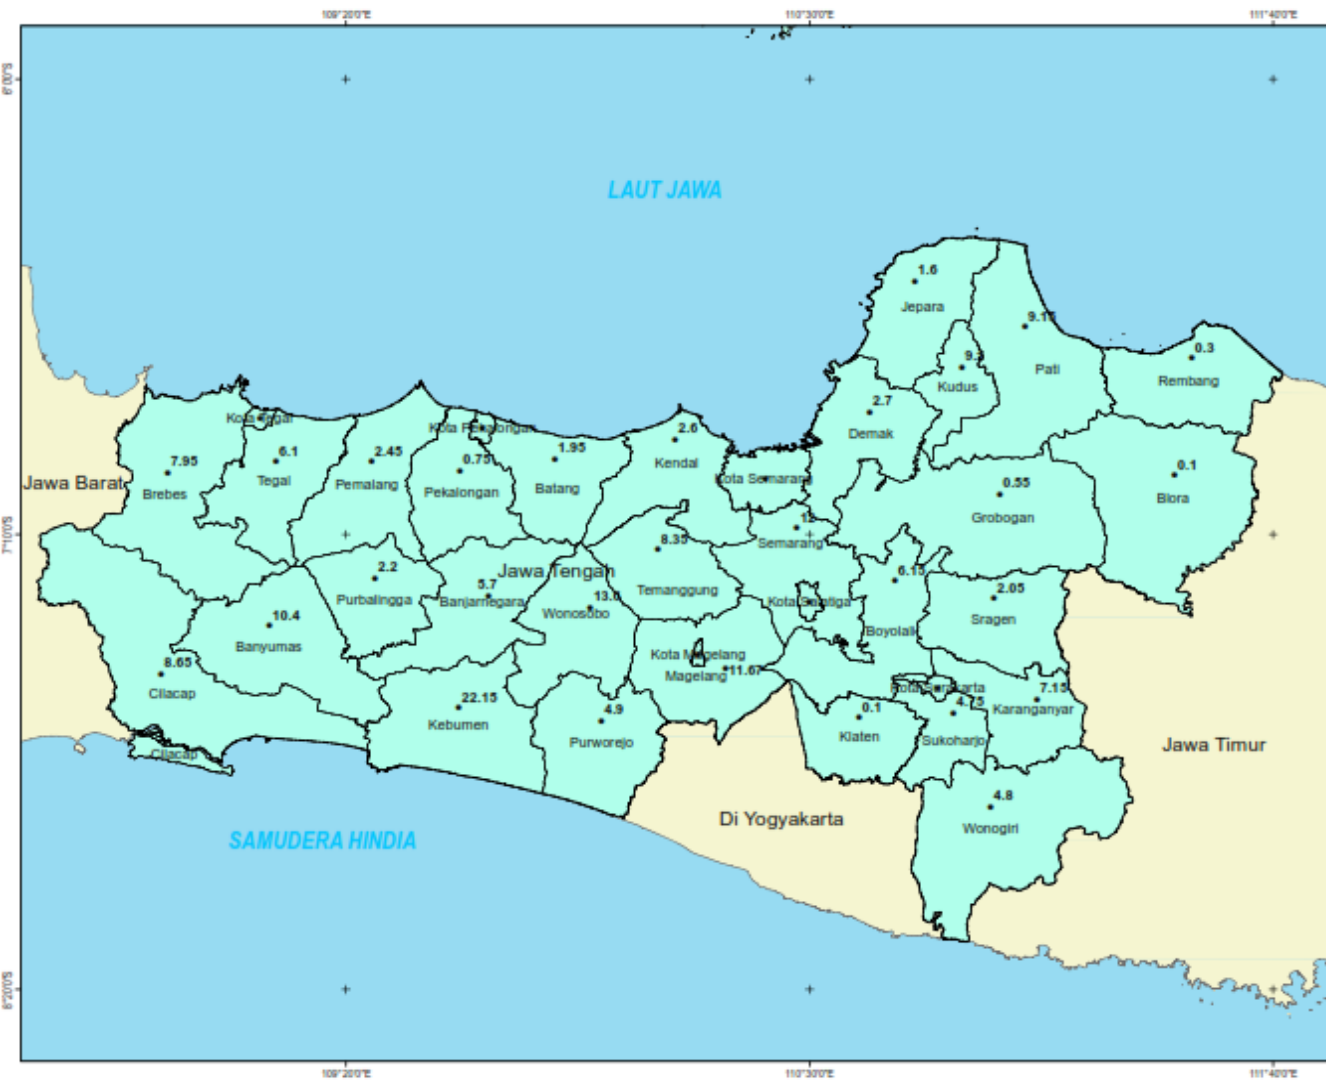 109°20'0"E
110°30'0"E
111°40'0"E
6°00'S
LAUT JAWA
1.6
Jepara
9.15
Pati
0.3
Rembang
Kudus
2.7
Demak
Kota Tegal
Kota Pekalongan
2.6
Kendal
Jawa Barat
7.95
Brebes
6.1
Tegal
2.45
Pemalang
0.75
Pekalongan
1.95
Batang
Kota Semarang
0.55
Grobogan
0.1
Blora
7°10'0"S
12
Semarang
8.35
Temanggung
Jawa Tengah
2.2
Purbalingga
5.7
Banjarnegara
Wonosobo
Kota Salatiga
6.15
Boyolali
2.05
Sragen
10.4
Banyumas
8.65
Cilacap
Kota Magelang
Magelang
11.67
Kota Surakarta
7.15
Karanganyar
22.15
Kebumen
4.9
Purworejo
0.1
Klaten
4.75
Sukoharjo
Cilacap
Jawa Timur
Di Yogyakarta
4.8
Wonogiri
SAMUDERA HINDIA
109°20'0"E
110°30'0"E
111°40'0"E